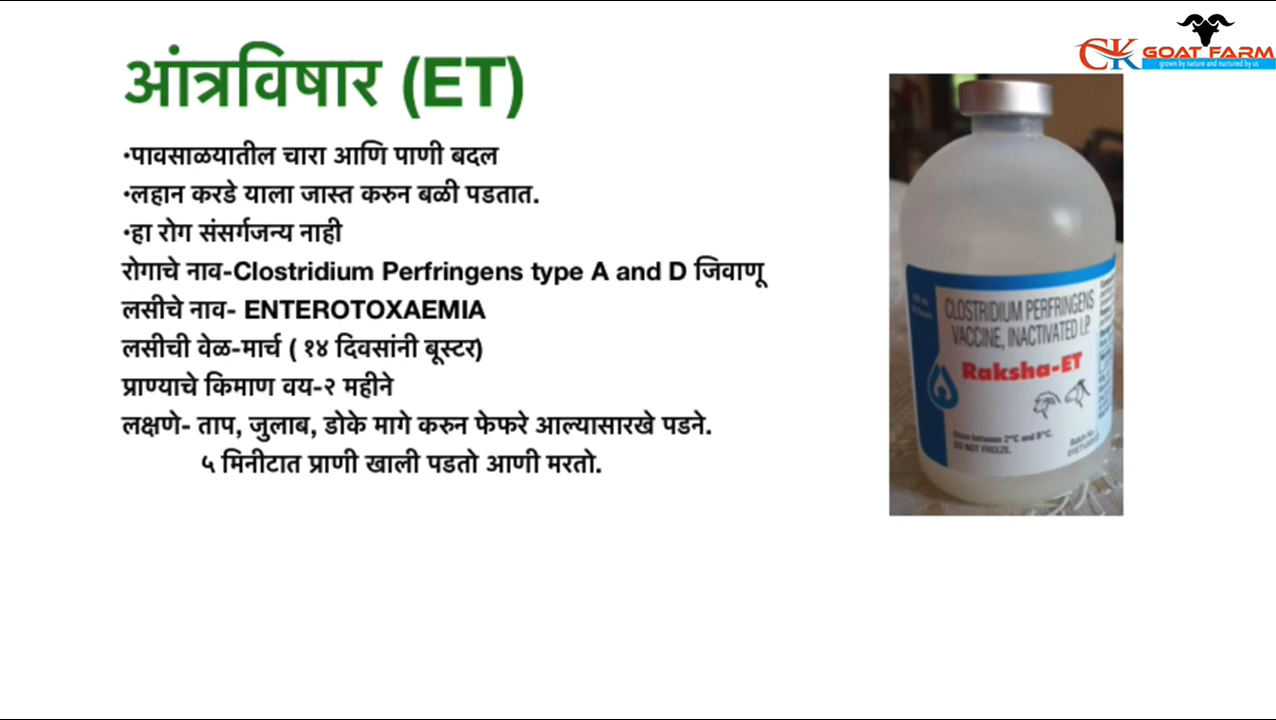 CK GOAT FARM
grown by nature and nurtured by us
आंत्रविषार (ET)
•पावसाळयातील चारा आणि पाणी बदल
•लहान करडे याला जास्त करुन बळी पडतात.
•हा रोग संसर्गजन्य नाही
रोगाचे नाव-Clostridium Perfringens type A and D जिवाणू
लसीचे नाव- ENTEROTOXAEMIA
लसीची वेळ-मार्च ( १४ दिवसांनी बूस्टर)
प्राण्याचे किमाण वय-२ महीने
लक्षणे- ताप, जुलाब, डोके मागे करुन फेफरे आल्यासारखे पडने.
५ मिनीटात प्राणी खाली पडतो आणी मरतो.
CLOSTRIDIUM PERFRINGENS
VACCINE, INACTIVATED I.P.
Raksha-ET
Store between 2°C and 8°C.
DO NOT FREEZE.
Batch No.